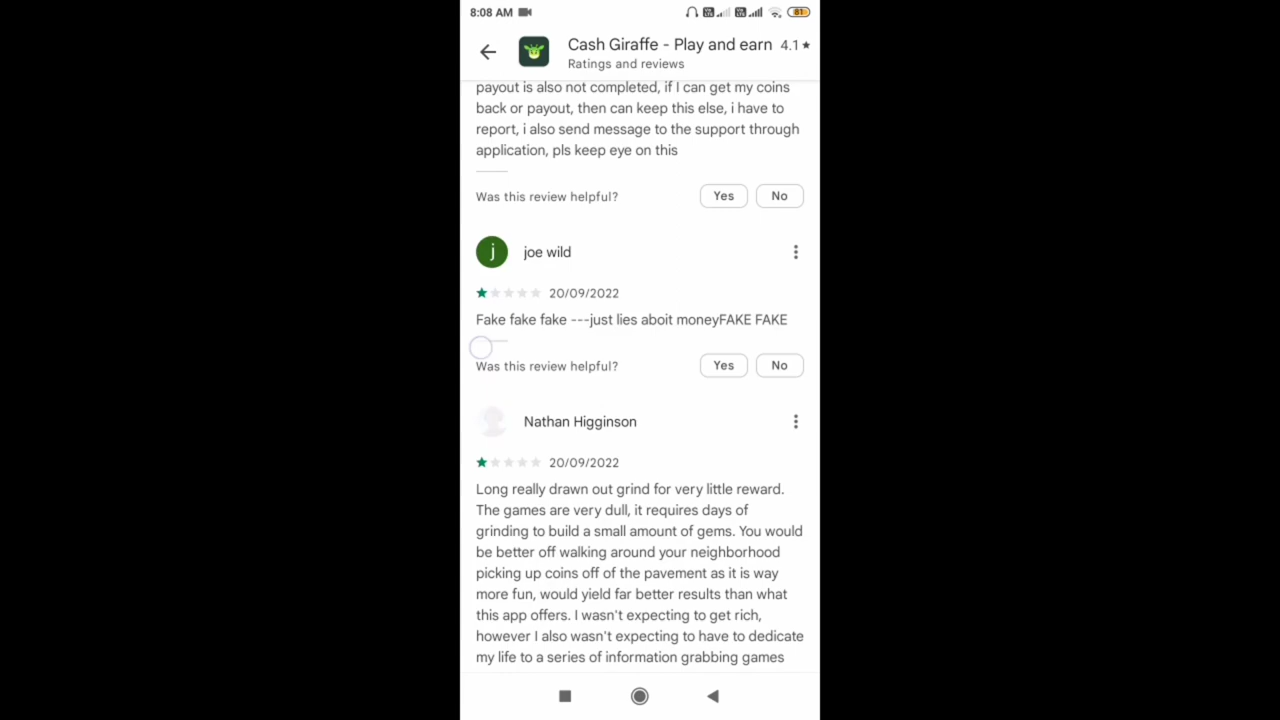 8:08 AM
81
Cash Giraffe - Play and earn 4.1★
Ratings and reviews
payout is also not completed, if I can get my coins
back or payout, then can keep this else, i have to
report, i also send message to the support through
application, pls keep eye on this
Was this review helpful? Yes No
j joe wild
20/09/2022
Fake fake fake ---just lies aboit moneyFAKE FAKE
Was this review helpful? Yes No
Nathan Higginson
20/09/2022
Long really drawn out grind for very little reward.
The games are very dull, it requires days of
grinding to build a small amount of gems. You would
be better off walking around your neighborhood
picking up coins off of the pavement as it is way
more fun, would yield far better results than what
this app offers. I wasn't expecting to get rich,
however I also wasn't expecting to have to dedicate
my life to a series of information grabbing games